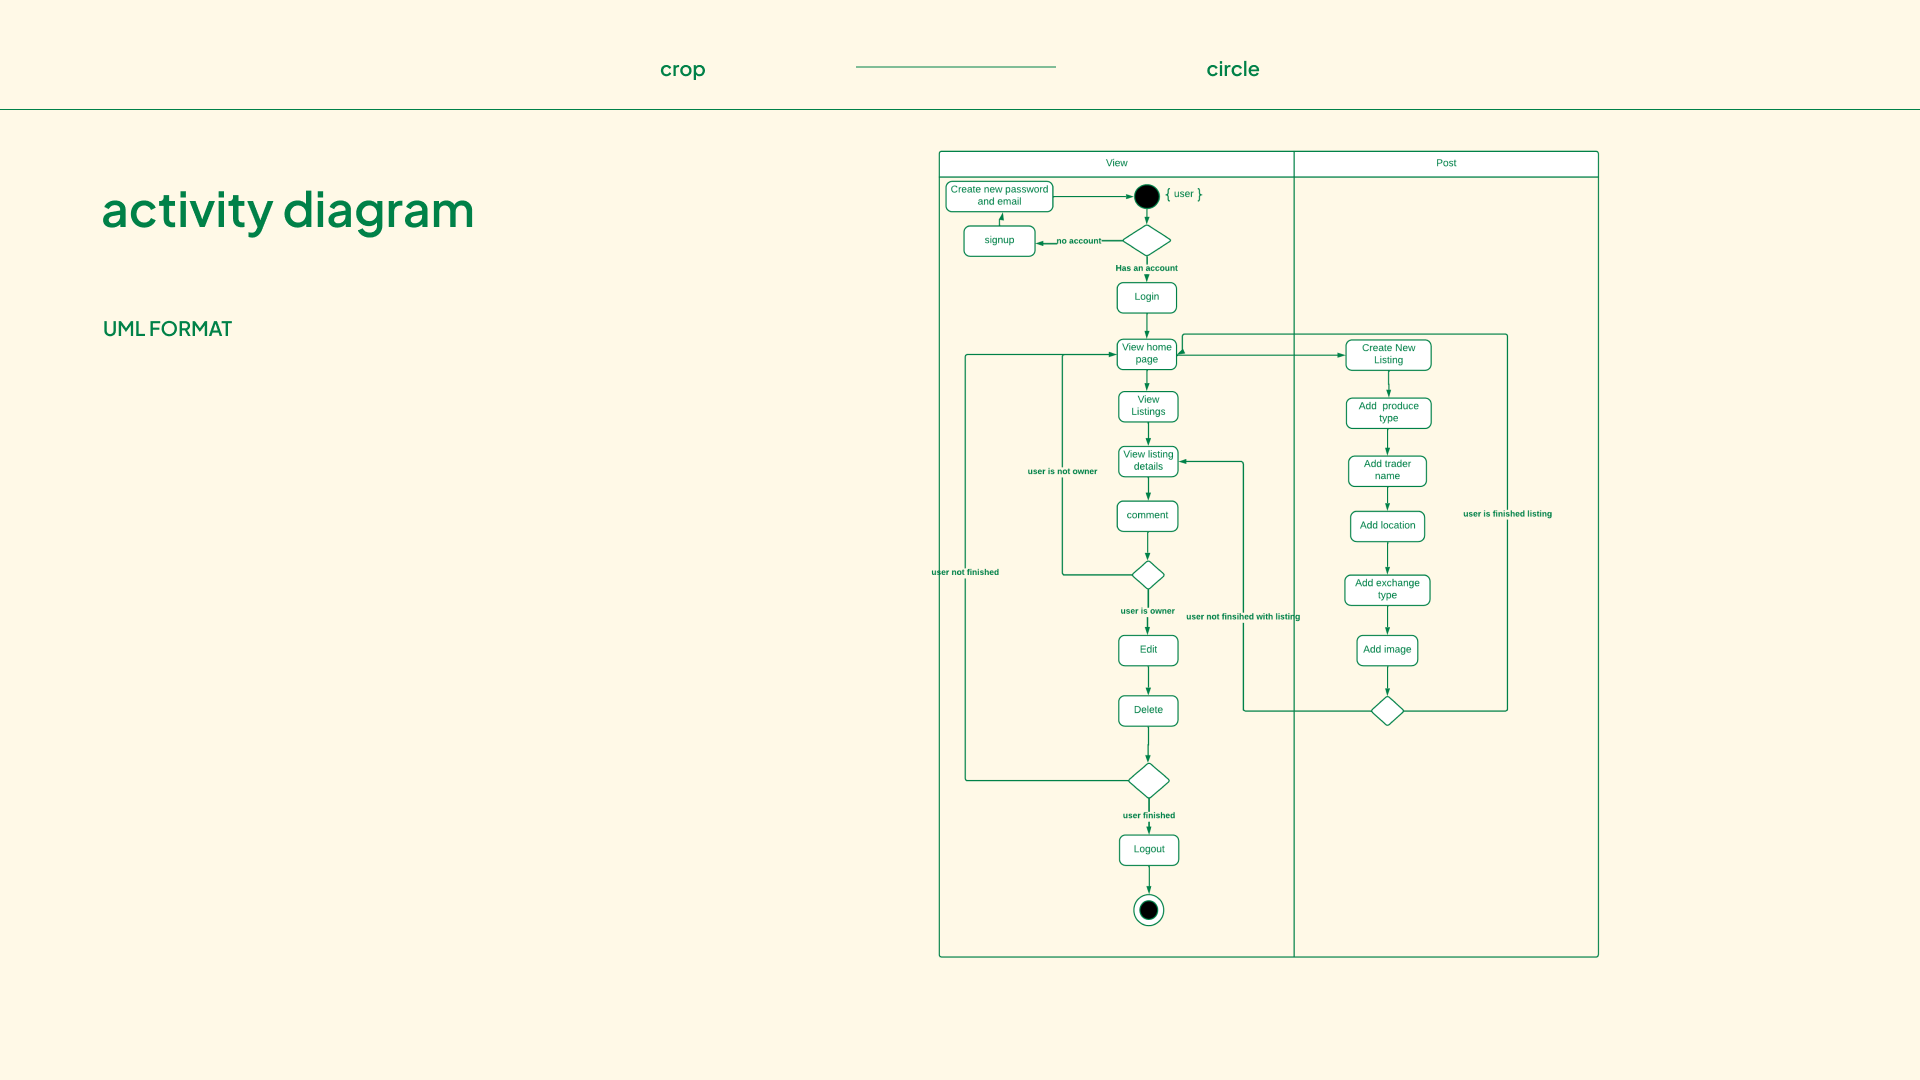 crop
circle
activity diagram
UML FORMAT
View
Post
Create new password
and email
{ user }
signup
no account
Has an account
Login
View home
page
Create New
Listing
View
Listings
Add  produce
type
View listing
details
Add trader
name
user is not owner
comment
Add location
user is finished listing
user not finished
Add exchange
type
user is owner
user not finsihed with listing
Edit
Add image
Delete
user finished
Logout